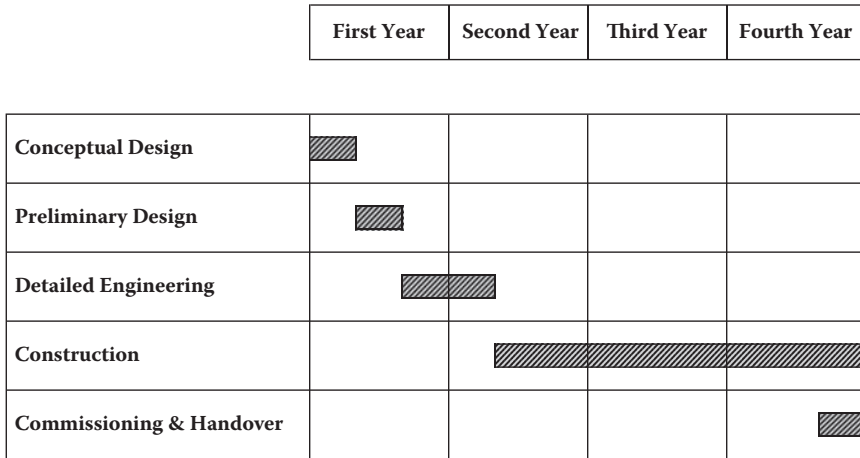 First Year
Second Year
Third Year
Fourth Year
Conceptual Design
Preliminary Design
Detailed Engineering
Construction
Commissioning & Handover